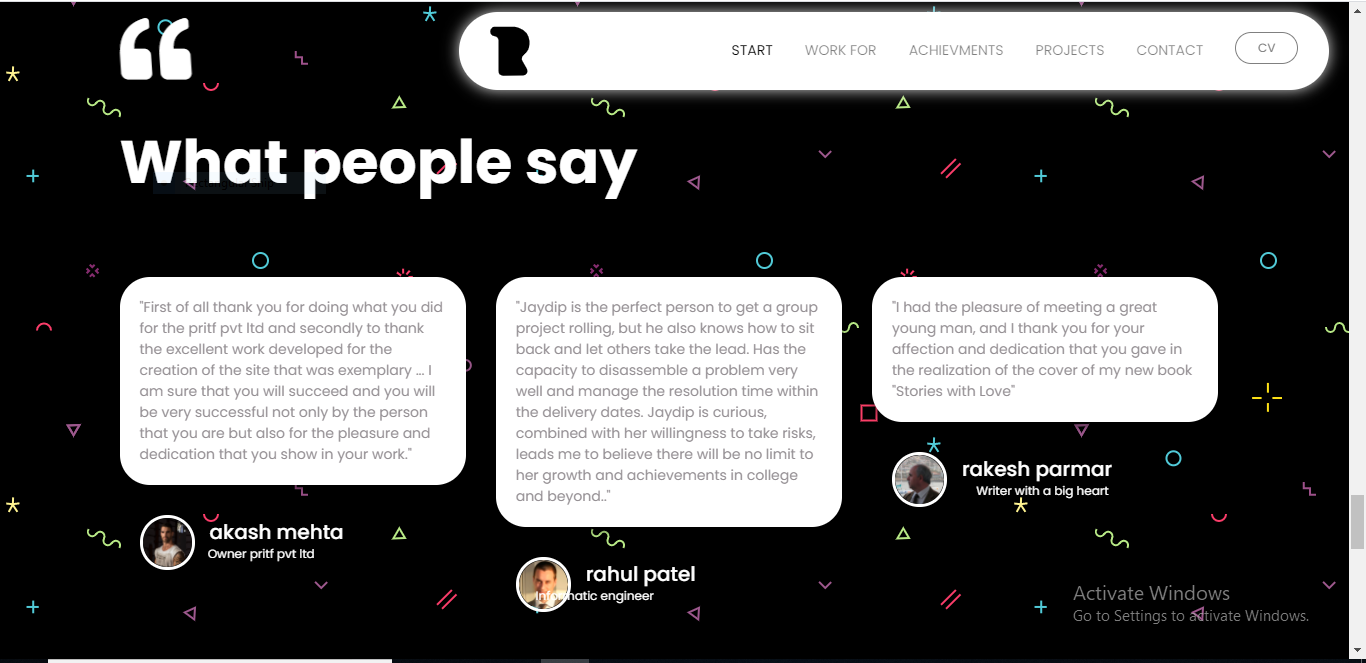 START WORK FOR ACHIEVMENTS PROJECTS CONTACT CV
What people say
"First of all thank you for doing what you did
for the pritf pvt ltd and secondly to thank
the excellent work developed for the
creation of the site that was exemplary ... I
am sure that you will succeed and you will
be very successful not only by the person
that you are but also for the pleasure and
dedication that you show in your work."
akash mehta
Owner pritf pvt ltd
"Jaydip is the perfect person to get a group
project rolling, but he also knows how to sit
back and let others take the lead. Has the
capacity to disassemble a problem very
well and manage the resolution time within
the delivery dates. Jaydip is curious,
combined with her willingness to take risks,
leads me to believe there will be no limit to
her growth and achievements in college
and beyond.."
rahul patel
Informatic engineer
"I had the pleasure of meeting a great
young man, and I thank you for your
affection and dedication that you gave in
the realization of the cover of my new book
"Stories with Love"
rakesh parmar
Writer with a big heart
Activate Windows
Go to Settings to activate Windows.